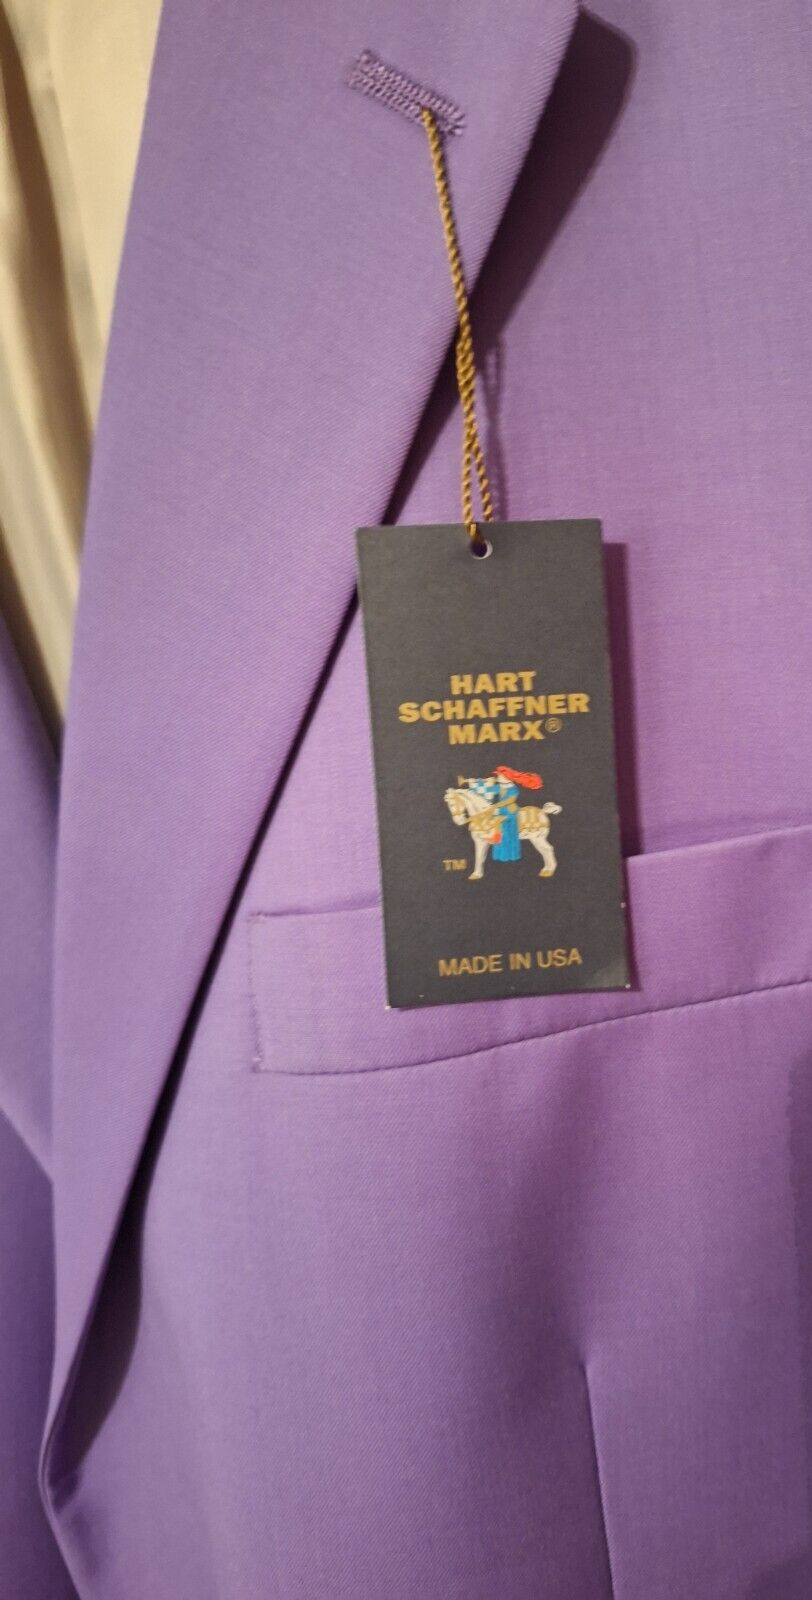 HART
SCHAFFNER
MARX®
TM
MADE IN USA